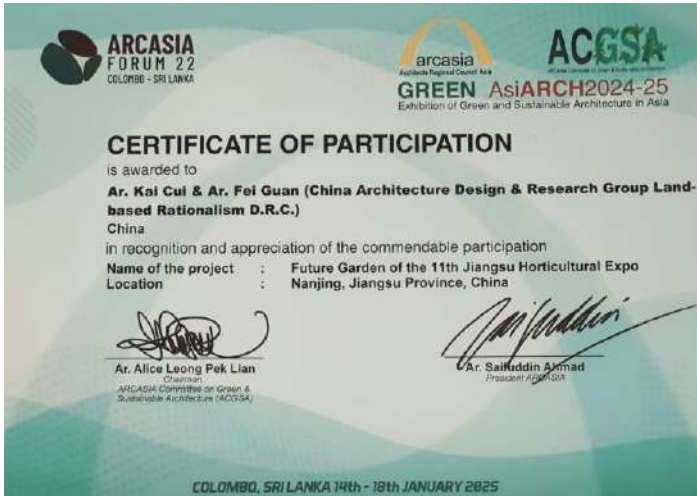 ARCASIA
FORUM 22
COLOMBO - SRI LANKA
arcasia
Architects Regional Council Asia
ACGSA
GREEN AsiARCH2024-25
Exhibition of Green and Sustainable Architecture in Asia
CERTIFICATE OF PARTICIPATION
is awarded to
Ar. Kai Cui & Ar. Fei Guan (China Architecture Design & Research Group Land-
based Rationalism D.R.C.)
China
in recognition and appreciation of the commendable participation
Name of the project : Future Garden of the 11th Jiangsu Horticultural Expo
Location : Nanjing, Jiangsu Province, China
Ar. Alice Leong Pek Lian
Chairman
ARCASIA Committee on Green &
Sustainable Architecture (ACGSA)
Ar. Saifuddin Ahmad
President ARCASIA
COLOMBO, SRI LANKA 14th - 18th JANUARY 2025